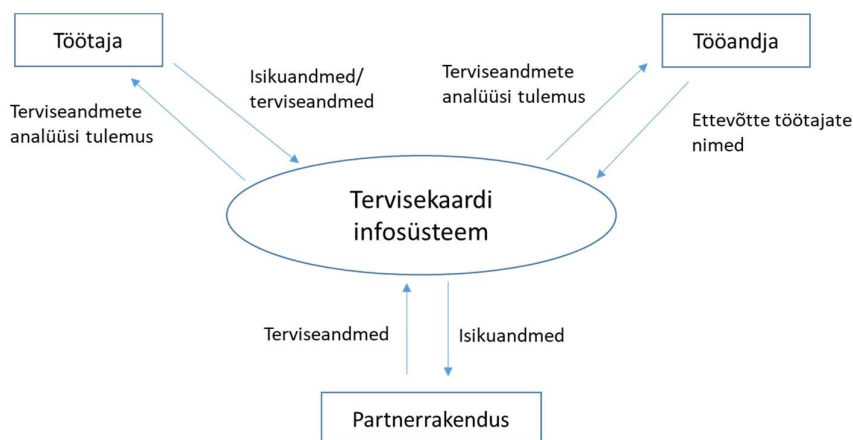 Töötaja
Tööandja
Isikuandmed/
terviseandmed
Terviseandmete
analüüsi tulemus
Terviseandmete
analüüsi tulemus
Ettevõtte töötajate
nimed
Tervisekaardi
infosüsteem
Terviseandmed
Isikuandmed
Partnerrakendus